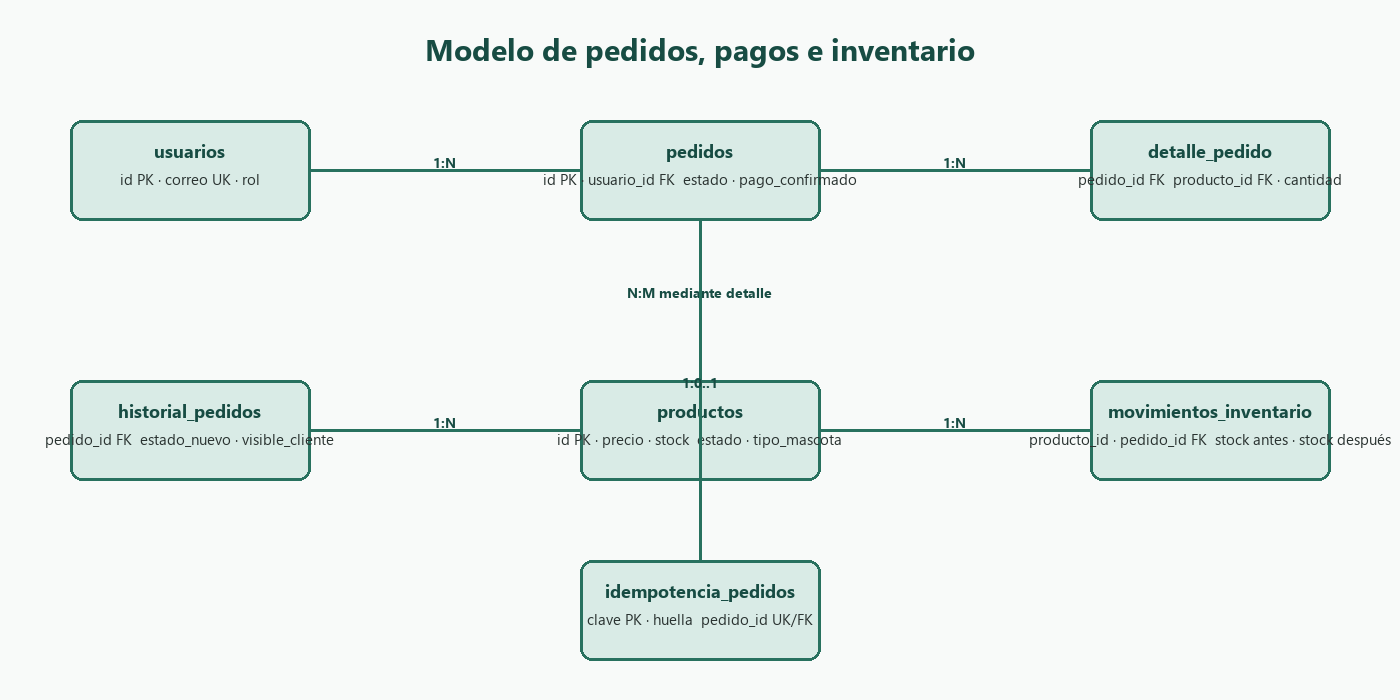 Modelo de pedidos, pagos e inventario
usuarios
id PK · correo UK · rol
1:N
pedidos
id PK · usuario_id FK  estado · pago_confirmado
1:N
detalle_pedido
pedido_id FK  producto_id FK · cantidad
N:M mediante detalle
1:0..1
historial_pedidos
pedido_id FK  estado_nuevo · visible_cliente
1:N
productos
id PK · precio · stock  estado · tipo_mascota
1:N
movimientos_inventario
producto_id · pedido_id FK  stock antes · stock después
idempotencia_pedidos
clave PK · huella  pedido_id UK/FK